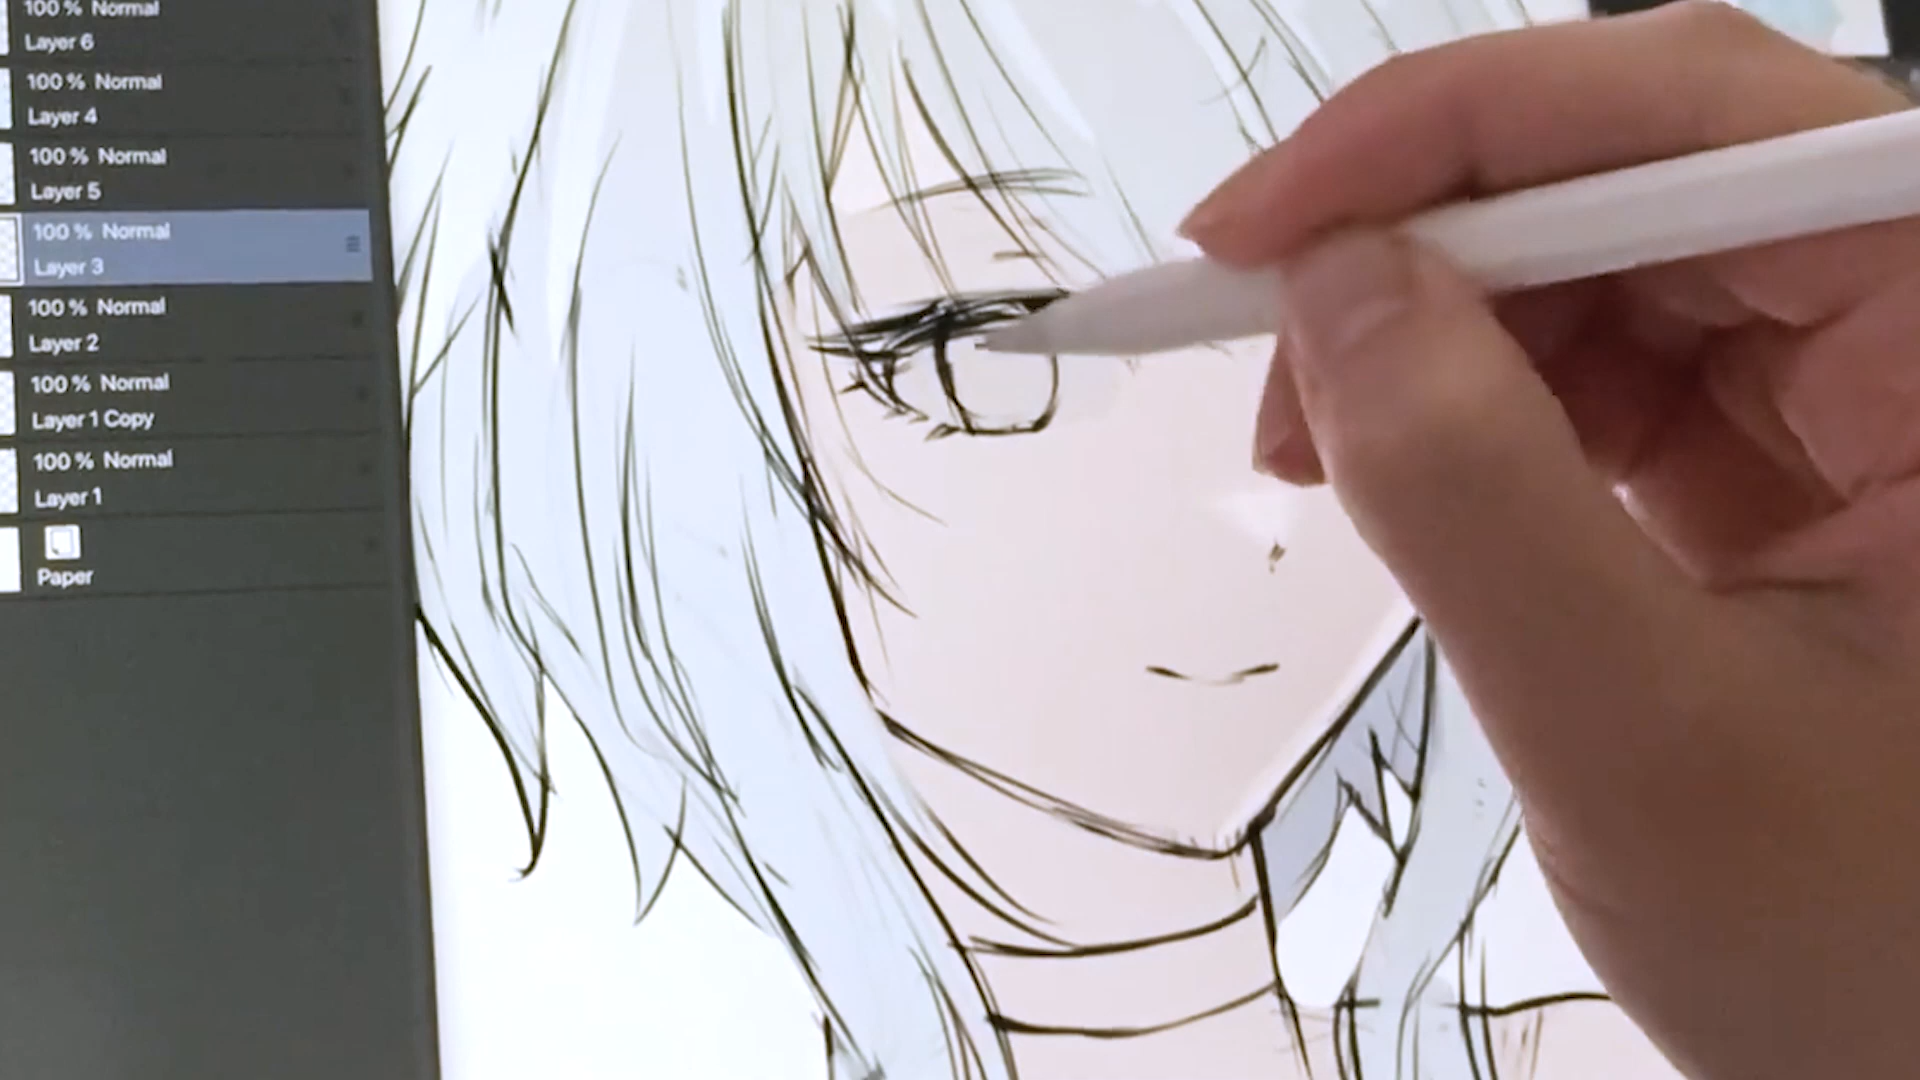 100 % Normal
Layer 6
100 % Normal
Layer 4
100 % Normal
Layer 5
100 % Normal
Layer 3
100 % Normal
Layer 2
100 % Normal
Layer 1 Copy
100 % Normal
Layer 1
Paper